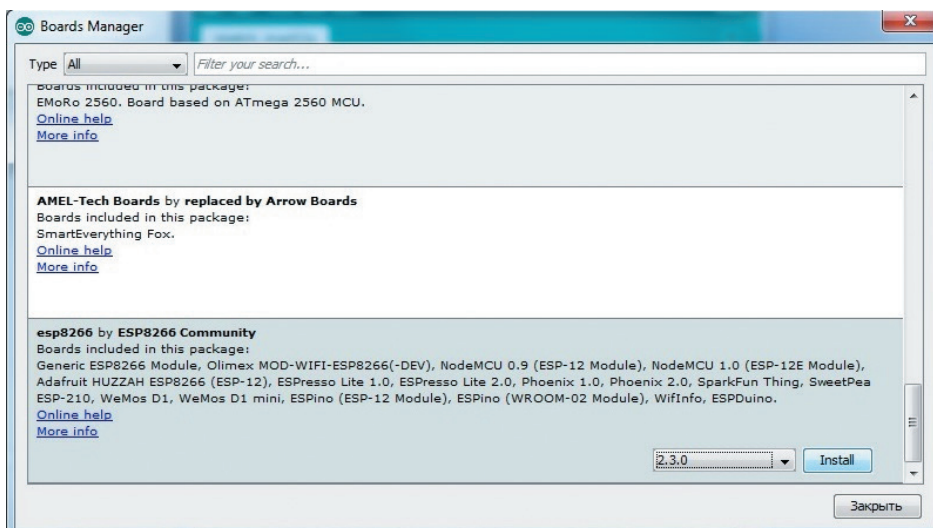 Boards Manager
Type All Filter your search...
Boards included in this package:
EMoRo 2560. Board based on ATmega 2560 MCU.
Online help
More info
AMEL-Tech Boards by replaced by Arrow Boards
Boards included in this package:
SmartEverything Fox.
Online help
More info
esp8266 by ESP8266 Community
Boards included in this package:
Generic ESP8266 Module, Olimex MOD-WIFI-ESP8266(-DEV), NodeMCU 0.9 (ESP-12 Module), NodeMCU 1.0 (ESP-12E Module),
Adafruit HUZZAH ESP8266 (ESP-12), ESPresso Lite 1.0, ESPresso Lite 2.0, Phoenix 1.0, Phoenix 2.0, SparkFun Thing, SweetPea
ESP-210, WeMos D1, WeMos D1 mini, ESPino (ESP-12 Module), ESPino (WROOM-02 Module), WifInfo, ESPDuino.
Online help
More info
2.3.0 Install
Закрыть